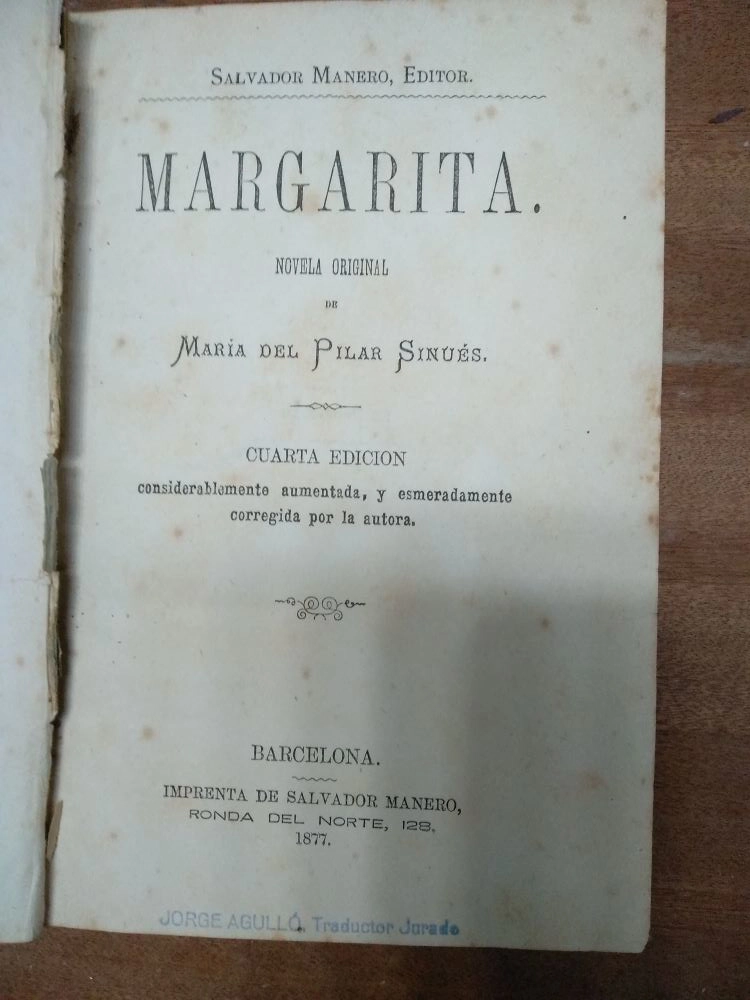 SALVADOR MANERO, EDITOR.
MARGARITA.
NOVELA ORIGINAL
DE
MARÍA DEL PILAR SINUÉS.
CUARTA EDICION
considerablemente aumentada, y esmeradamente
corregida por la autora.
BARCELONA.
IMPRENTA DE SALVADOR MANERO,
RONDA DEL NORTE, 128.
1877.
JORGE AGULLÓ, Traductor Jurado